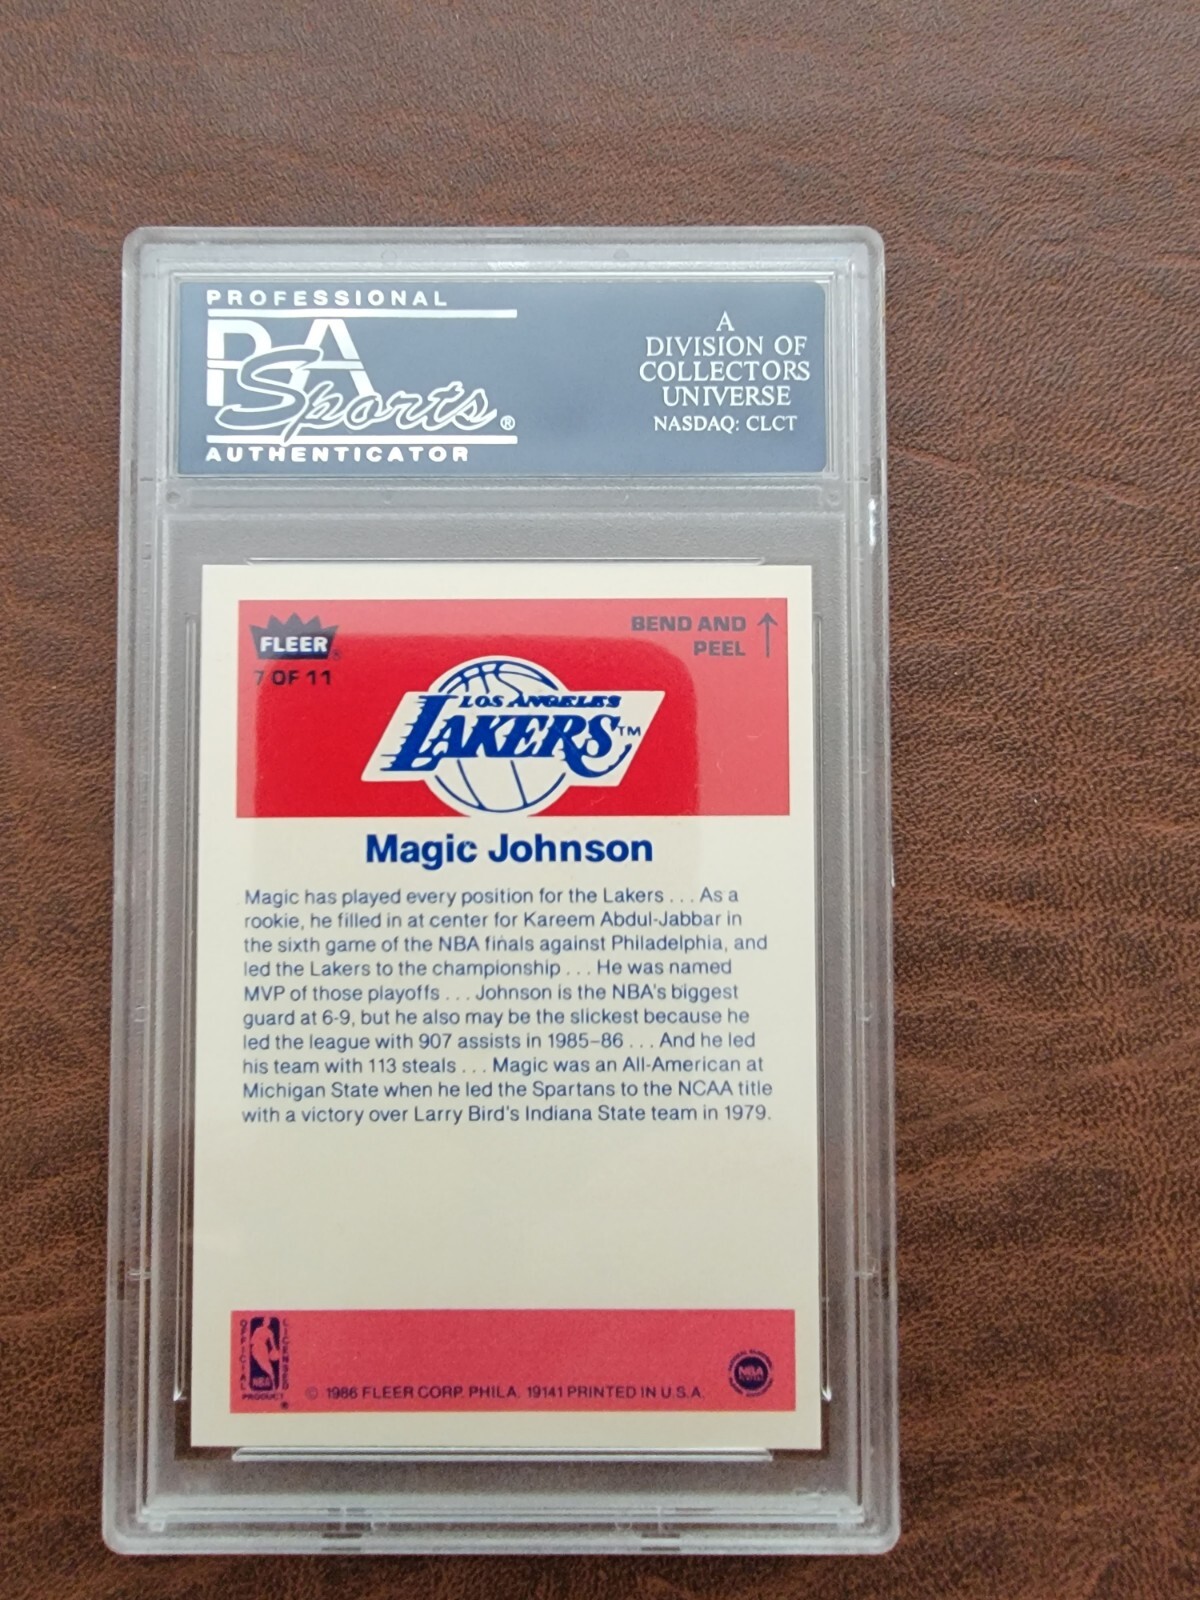 PROFESSIONAL
PSA
Sports®
AUTHENTICATOR
A
DIVISION OF
COLLECTORS
UNIVERSE
NASDAQ: CLCT
FLEER®
7 OF 11
BEND AND
PEEL ↑
LOS ANGELES
LAKERS™
Magic Johnson
Magic has played every position for the Lakers . . . As a
rookie, he filled in at center for Kareem Abdul-Jabbar in
the sixth game of the NBA finals against Philadelphia, and
led the Lakers to the championship . . . He was named
MVP of those playoffs . . . Johnson is the NBA's biggest
guard at 6-9, but he also may be the slickest because he
led the league with 907 assists in 1985–86 . . . And he led
his team with 113 steals . . . Magic was an All-American at
Michigan State when he led the Spartans to the NCAA title
with a victory over Larry Bird's Indiana State team in 1979.
OFFICIAL
LICENSED
NBA
PRODUCT®
© 1986 FLEER CORP. PHILA. 19141 PRINTED IN U.S.A.
NBA